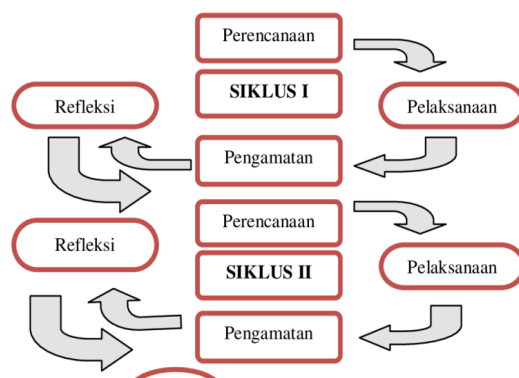 Perencanaan
SIKLUS I
Refleksi
Pelaksanaan
Pengamatan
Perencanaan
Refleksi
SIKLUS II
Pelaksanaan
Pengamatan